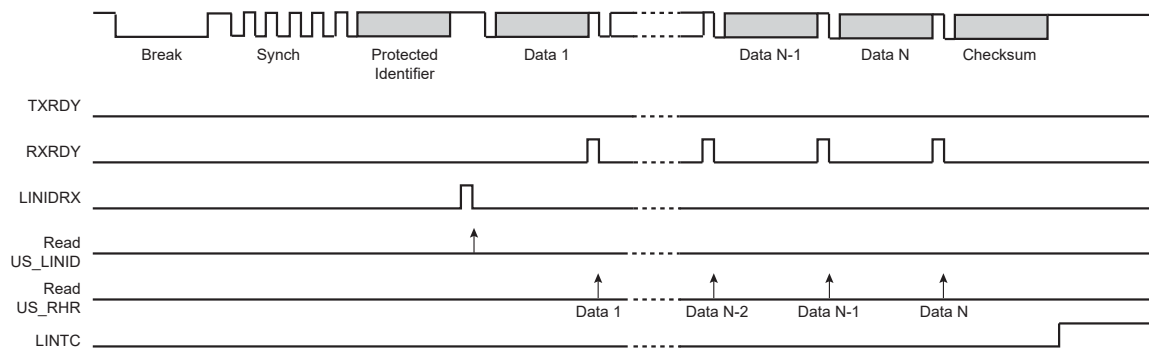 Break Synch Protected Data 1 Data N-1 Data N Checksum
Identifier
TXRDY
RXRDY
LINIDRX
Read
US_LINID
Read
US_RHR
Data 1 Data N-2 Data N-1 Data N
LINTC